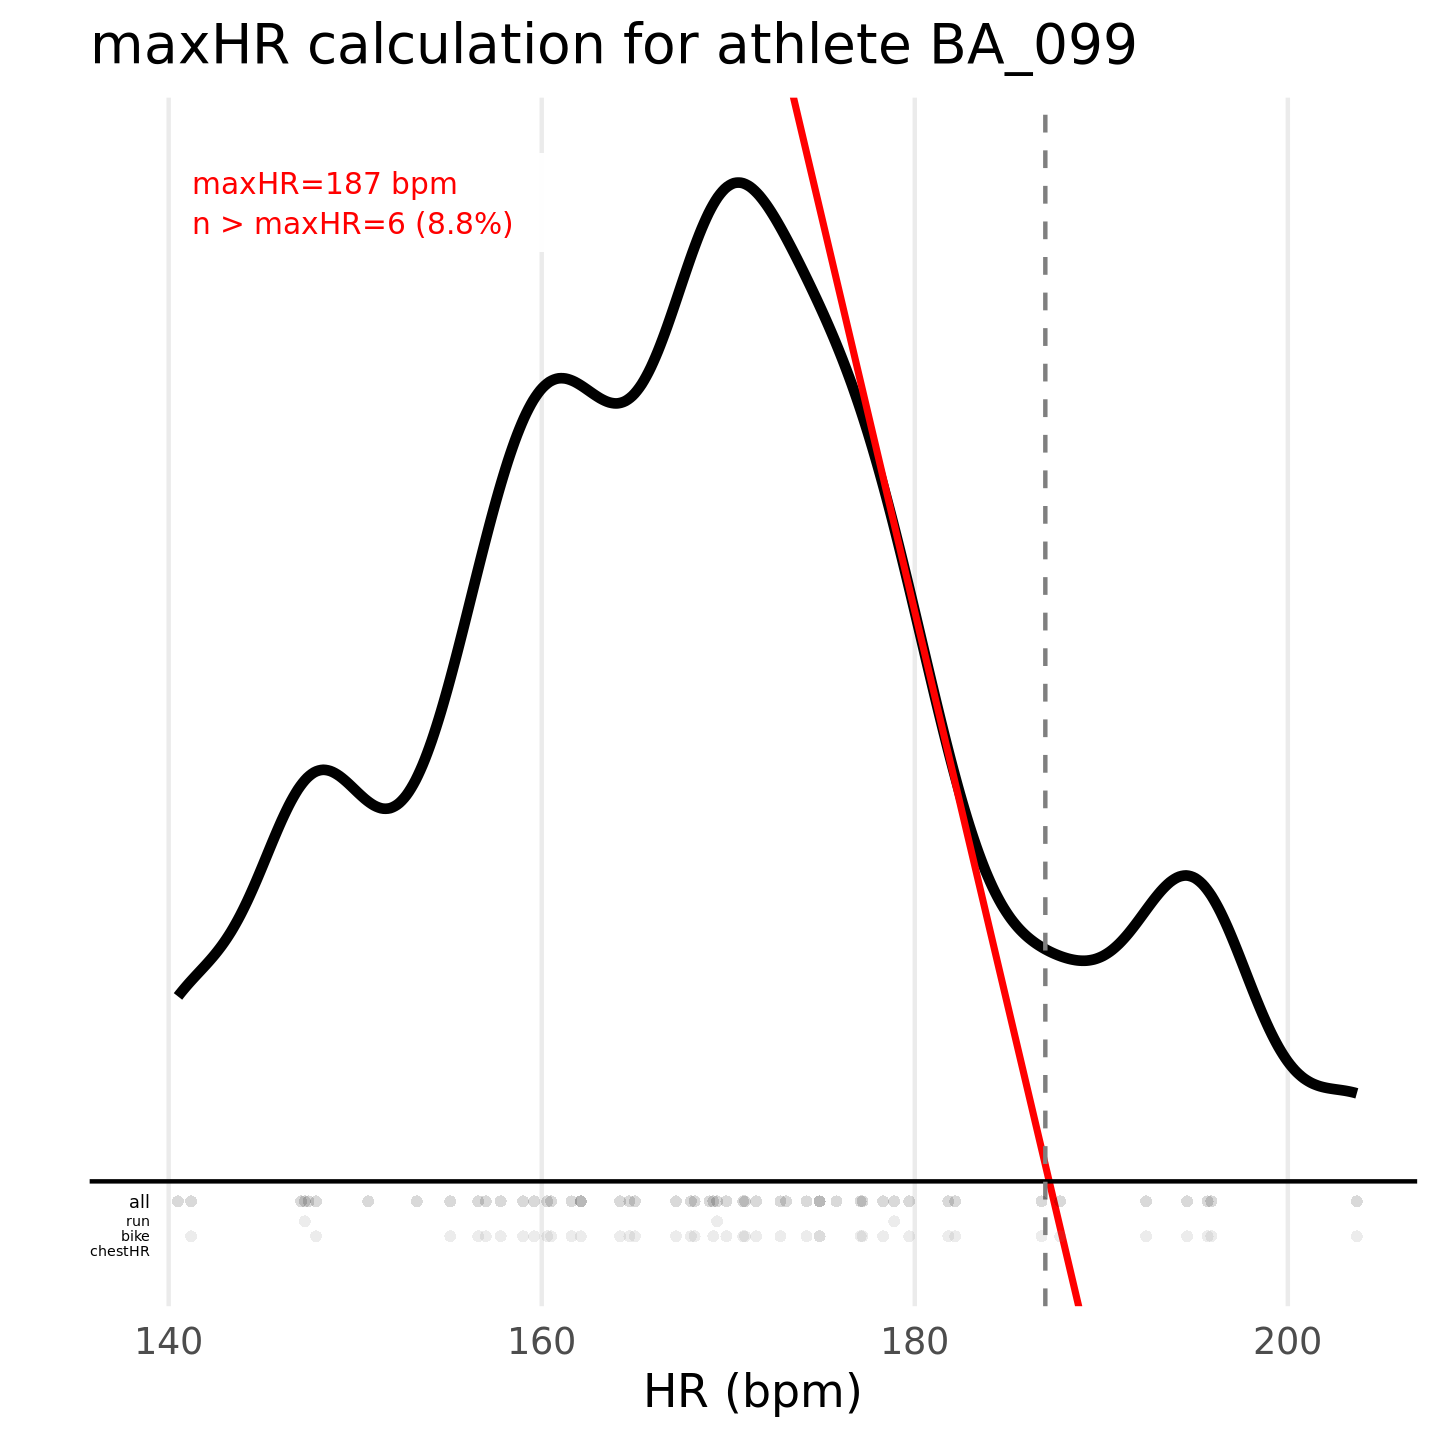 maxHR calculation for athlete BA_099
maxHR=187 bpm
n > maxHR=6 (8.8%)
all
run
bike
chestHR
140 160 180 200
HR (bpm)